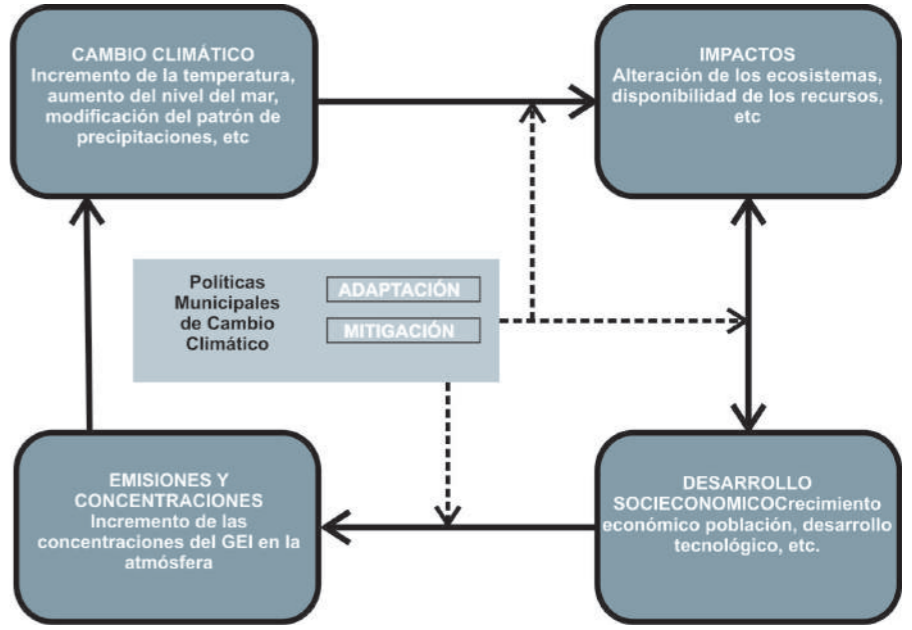 CAMBIO CLIMÁTICO
Incremento de la temperatura,
aumento del nivel del mar,
modificación del patrón de
precipitaciones, etc
IMPACTOS
Alteración de los ecosistemas,
disponibilidad de los recursos,
etc
Políticas
Municipales
de Cambio
Climático
ADAPTACIÓN
MITIGACIÓN
EMISIONES Y
CONCENTRACIONES
Incremento de las
concentraciones del GEI en la
atmósfera
DESARROLLO
SOCIECONOMICOCrecimiento
económico población, desarrollo
tecnológico, etc.